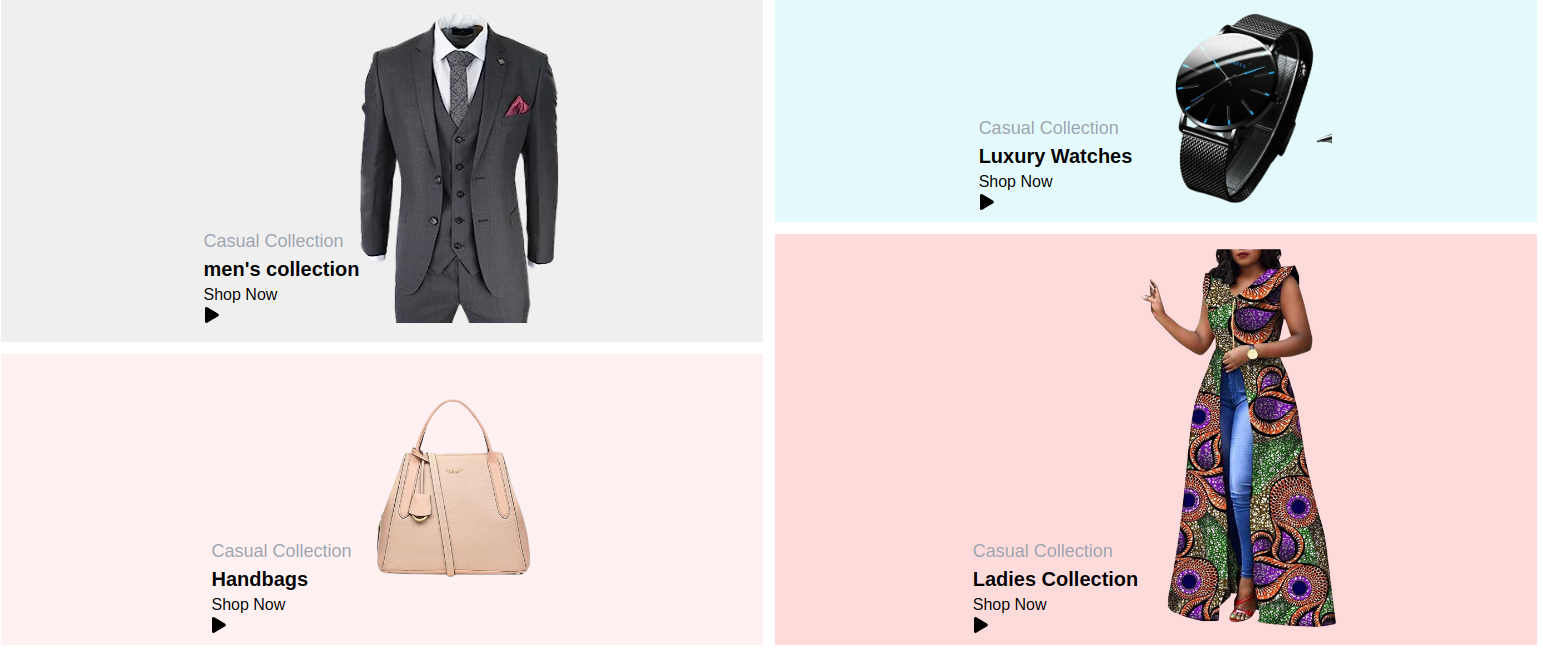 Casual Collection
men's collection
Shop Now
Casual Collection
Luxury Watches
Shop Now
Casual Collection
Handbags
Shop Now
Casual Collection
Ladies Collection
Shop Now